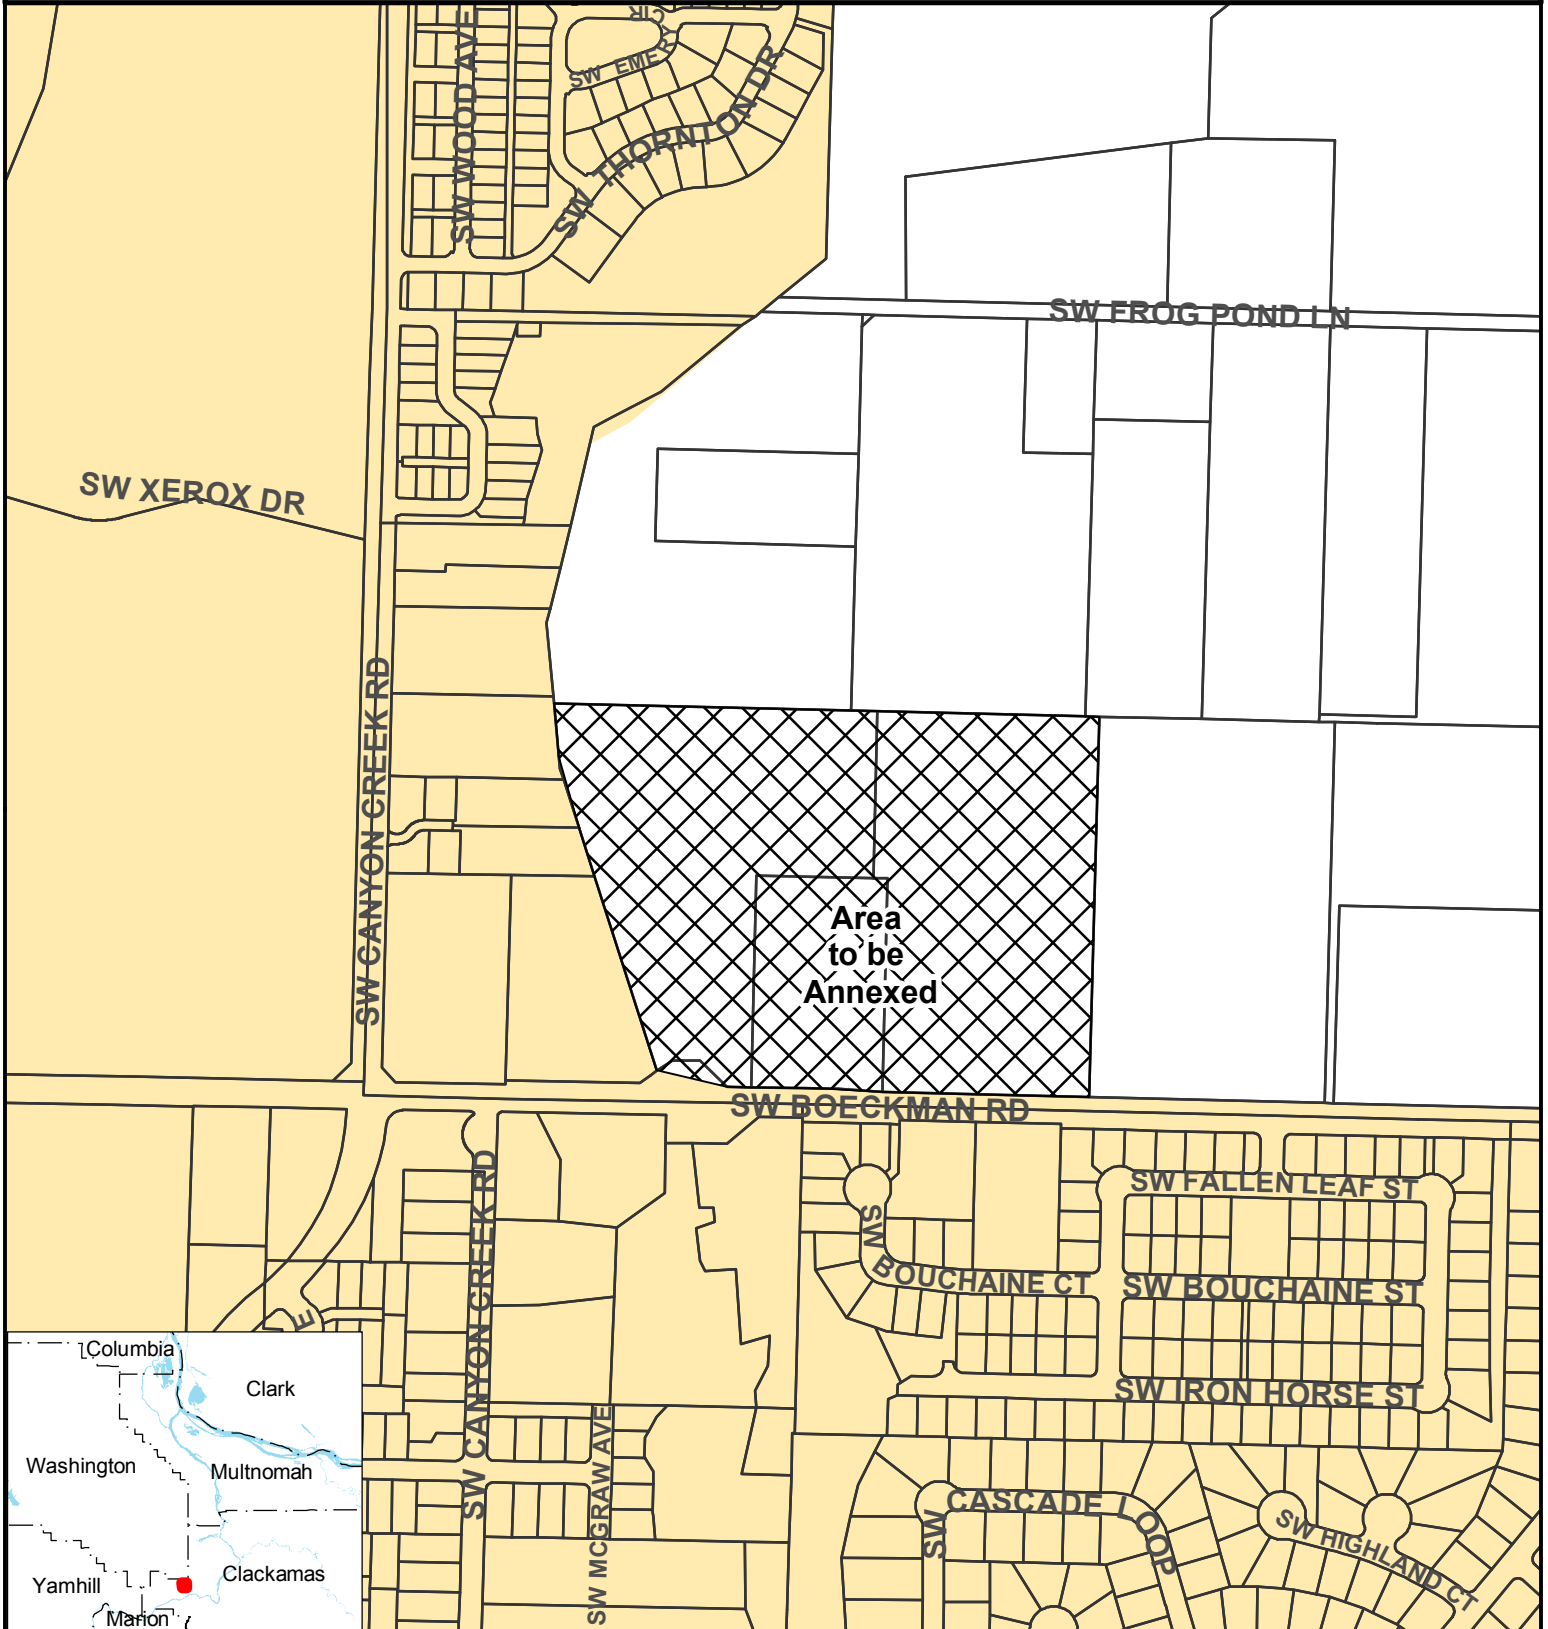 CIR
SW EMERY
SW WOOD AVE
SW THORNTON DR
SW FROG POND LN
SW XEROX DR
SW CANYON CREEK RD
Area
to be
Annexed
SW BOECKMAN RD
SW CANYON CREEK RD
SW FALLEN LEAF ST
SW
BOUCHAINE CT
SW BOUCHAINE ST
SW IRON HORSE ST
SW MCGRAW AVE
SW CASCADE LOOP
SW HIGHLAND CT
Columbia
Clark
Washington
Multnomah
Yamhill
Clackamas
Marion